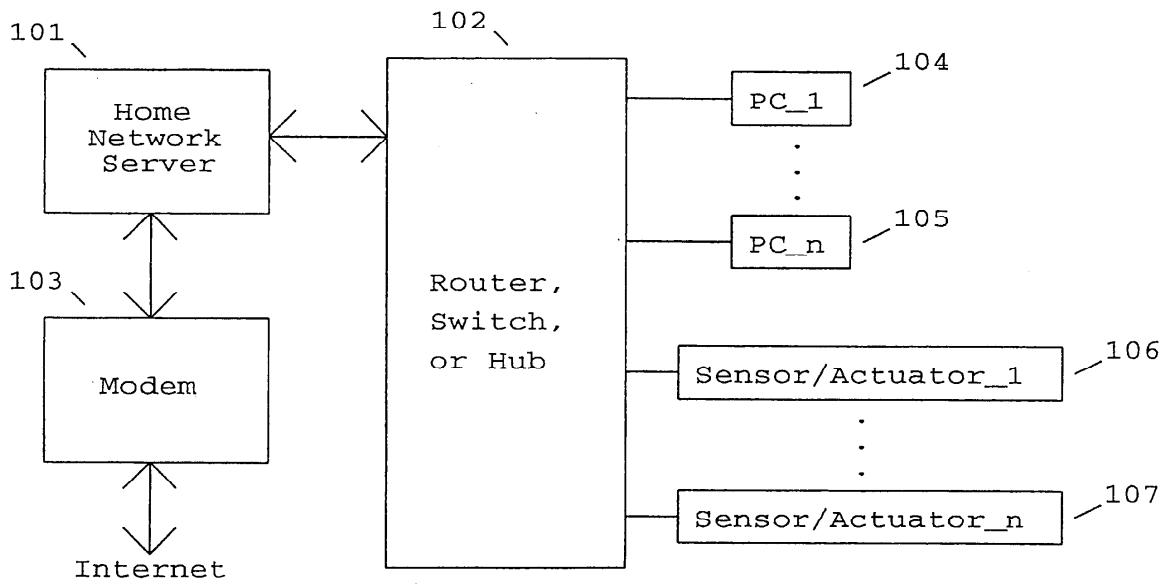 101
Home
Network
Server
102
104
PC_1
105
PC_n
103
Modem
Internet
Router,
Switch,
or Hub
106
Sensor/Actuator_1
107
Sensor/Actuator_n